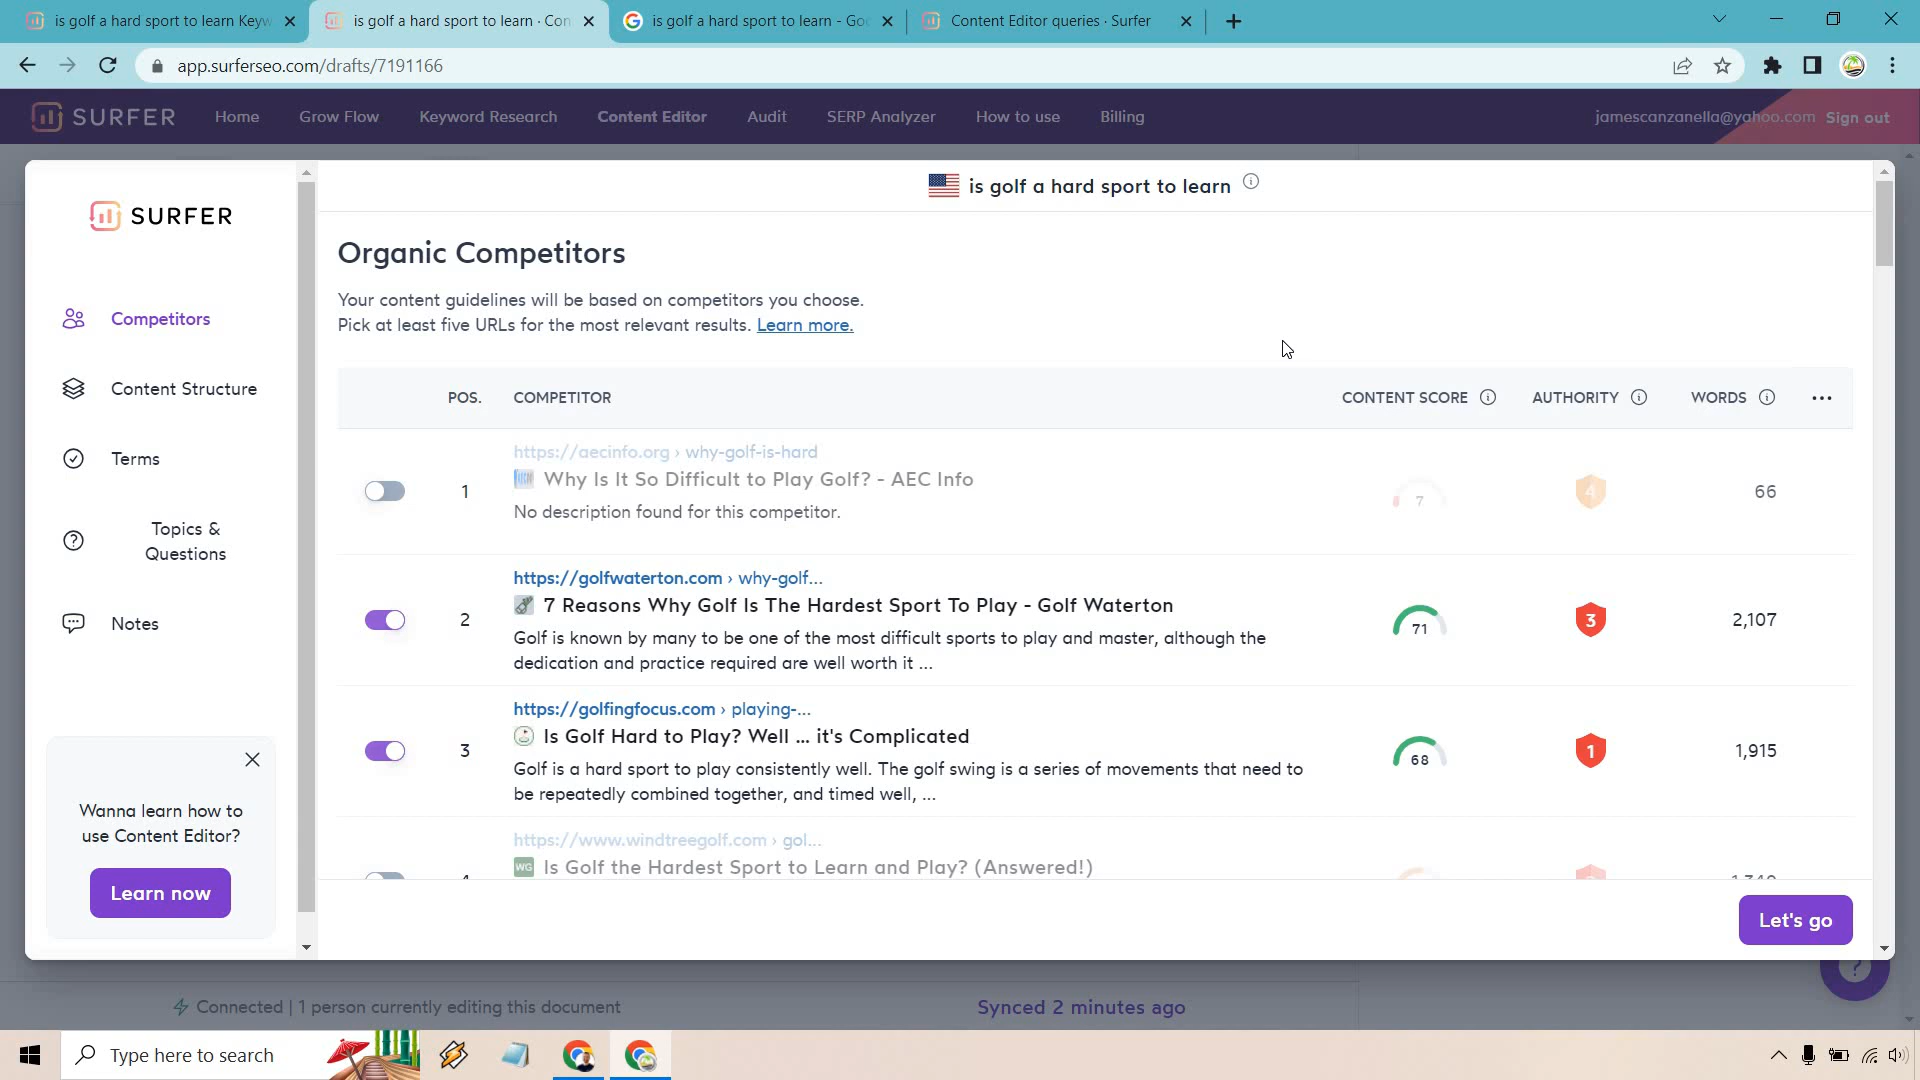 is golf a hard sport to learn Keyw
is golf a hard sport to learn · Con
is golf a hard sport to learn - Goo
Content Editor queries · Surfer
app.surferseo.com/drafts/7191166
SURFER
Home
Grow Flow
Keyword Research
Content Editor
Audit
SERP Analyzer
How to use
Billing
jamescanzanella@yahoo.com
Sign out
SURFER
Competitors
Content Structure
Terms
Topics &
Questions
Notes
Wanna learn how to
use Content Editor?
Learn now
is golf a hard sport to learn
Organic Competitors
Your content guidelines will be based on competitors you choose.
Pick at least five URLs for the most relevant results. Learn more.
POS. COMPETITOR CONTENT SCORE AUTHORITY WORDS
https://aecinfo.org › why-golf-is-hard
Why Is It So Difficult to Play Golf? - AEC Info
1 7 4 66
No description found for this competitor.
https://golfwaterton.com › why-golf...
7 Reasons Why Golf Is The Hardest Sport To Play - Golf Waterton
2 71 3 2,107
Golf is known by many to be one of the most difficult sports to play and master, although the
dedication and practice required are well worth it ...
https://golfingfocus.com › playing-...
Is Golf Hard to Play? Well ... it's Complicated
3 68 1 1,915
Golf is a hard sport to play consistently well. The golf swing is a series of movements that need to
be repeatedly combined together, and timed well, ...
https://www.windtreegolf.com › gol...
WG Is Golf the Hardest Sport to Learn and Play? (Answered!)
Let's go
Connected | 1 person currently editing this document
Synced 2 minutes ago
Type here to search